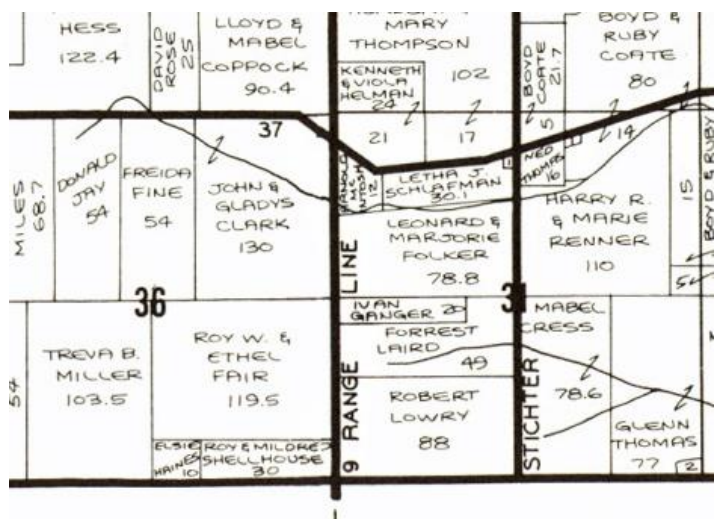 HESS
122.4
DAVID
ROSE
25
LLOYD &
MABEL
COPPOCK
90.4
MARY
THOMPSON
102
KENNETH
& VIOLA
HELMAN
24
BOYD
COATE
21.7
BOYD &
RUBY
COATE
80
37
21
17
5
14
MILES
68.7
DONALD
JAY
54
FREIDA
FINE
54
JOHN &
GLADYS
CLARK
130
12
LETHA J.
SCHLAFMAN
30.1
NED
THOMAS
16
LEONARD &
MARJORIE
FOLKER
78.8
HARRY R.
& MARIE
RENNER
110
15
BOYD & RUBY
5
36
3
IVAN
GANGER 20
FORREST
LAIRD
49
MABEL
CRESS
78.6
54
TREVA B.
MILLER
103.5
ROY W. &
ETHEL
FAIR
119.5
ROBERT
LOWRY
88
GLENN
THOMAS
77
2
ELSIE
HAINES
10
ROY & MILDRED
SHELLHOUSE
30
9 RANGE LINE
STICHTER